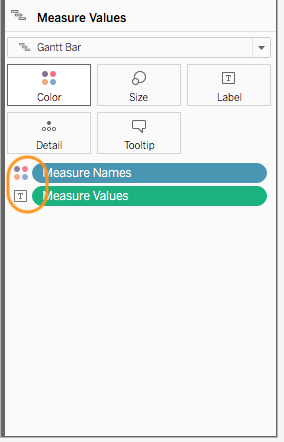 Measure Values
Gantt Bar
Color Size Label
Detail Tooltip
Measure Names
T Measure Values